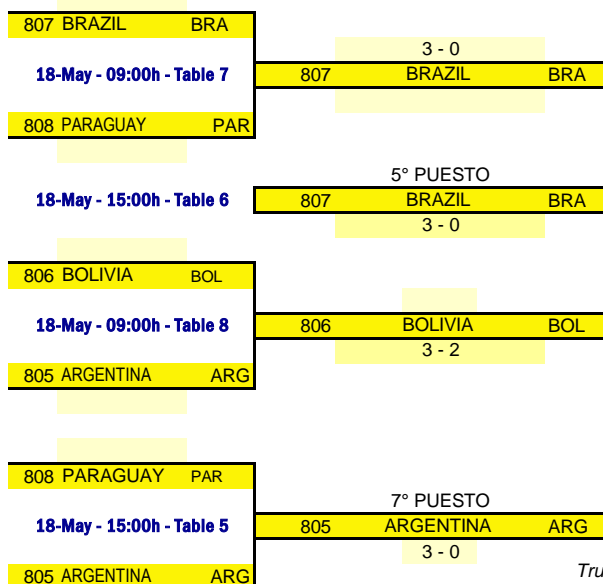 807 BRAZIL BRA
3 - 0
18-May - 09:00h - Table 7
807 BRAZIL BRA
808 PARAGUAY PAR
5° PUESTO
18-May - 15:00h - Table 6
807 BRAZIL BRA
3 - 0
806 BOLIVIA BOL
18-May - 09:00h - Table 8
806 BOLIVIA BOL
3 - 2
805 ARGENTINA ARG
808 PARAGUAY PAR
7° PUESTO
18-May - 15:00h - Table 5
805 ARGENTINA ARG
3 - 0
Tru
805 ARGENTINA ARG